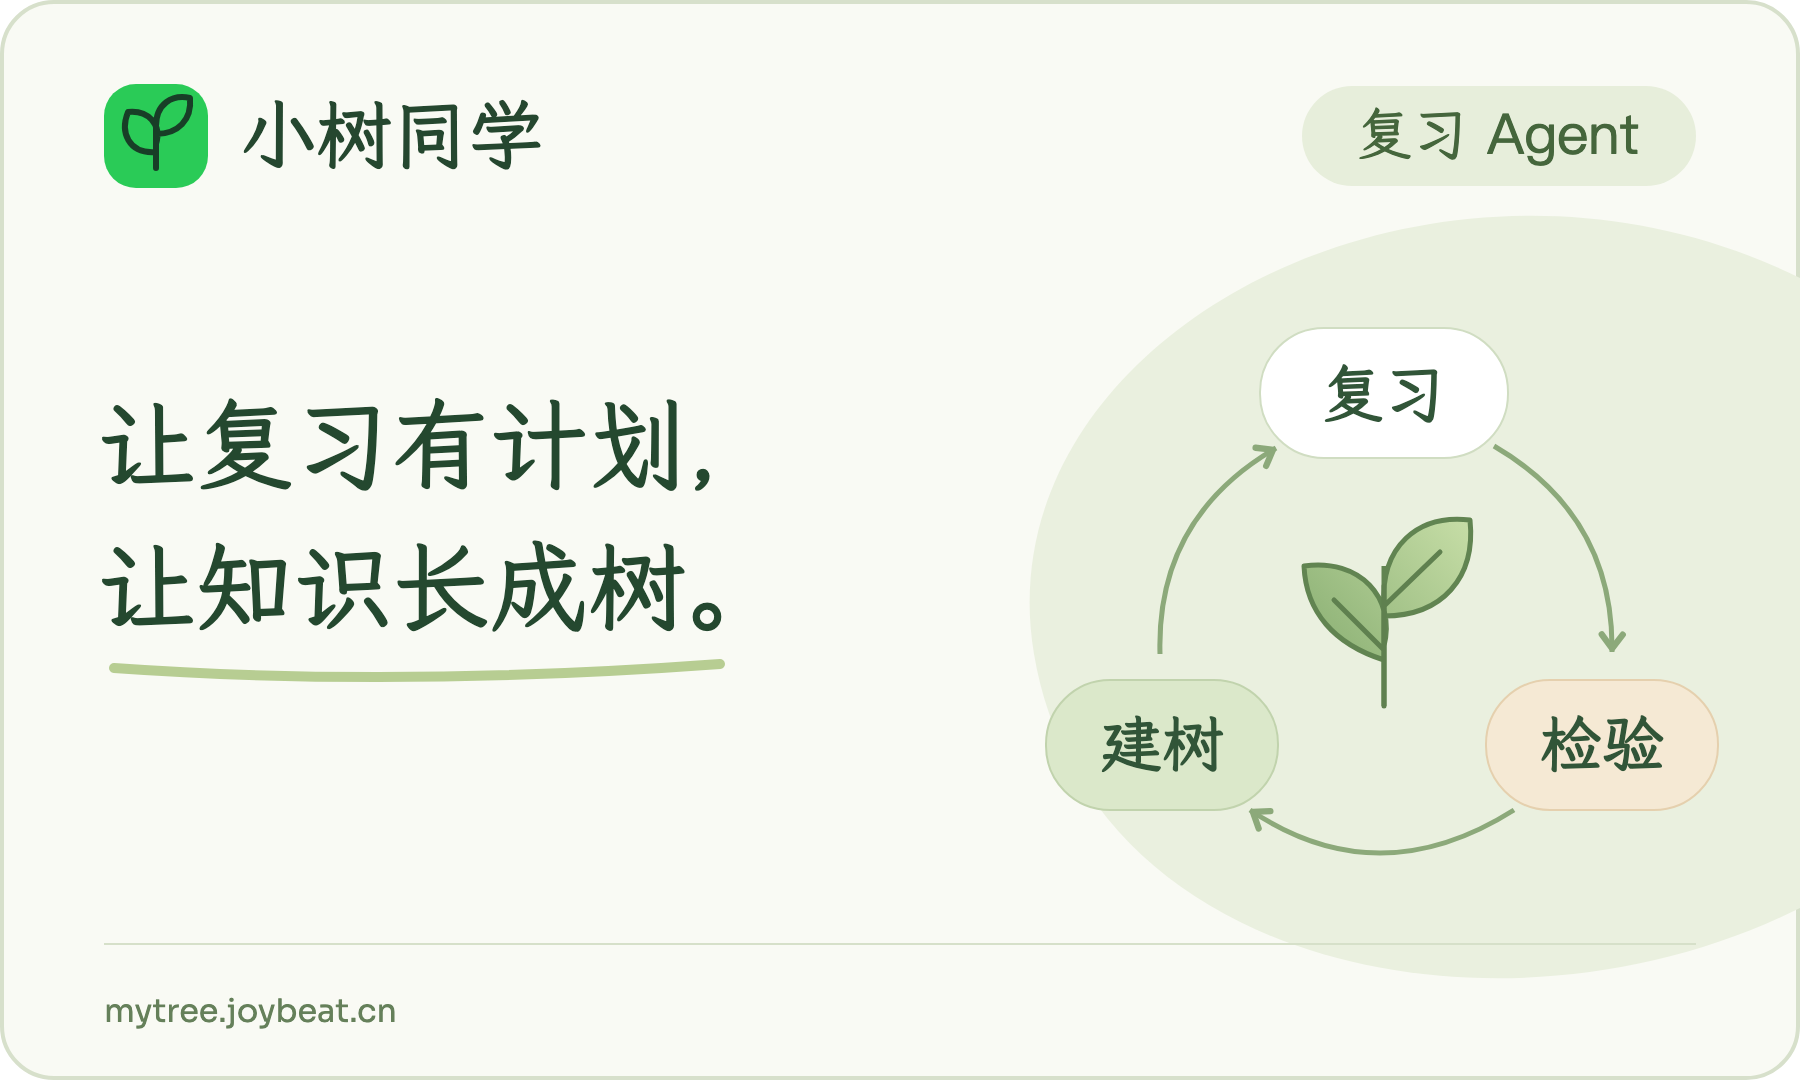 小树同学
复习 Agent
让复习有计划,
让知识长成树。
复习
建树
检验
mytree.joybeat.cn